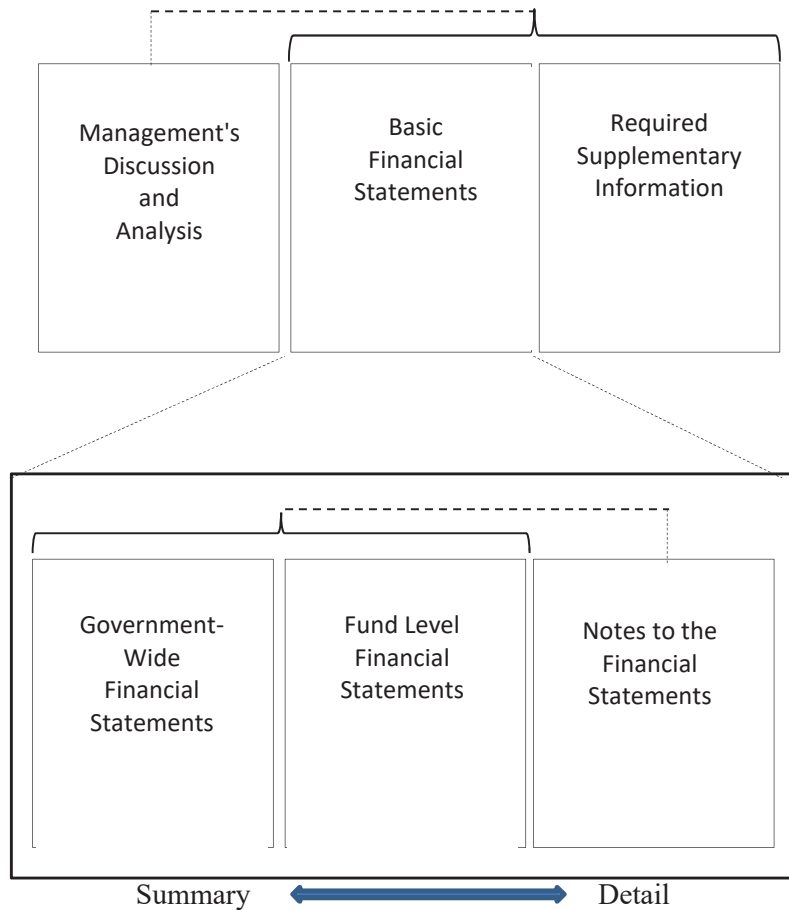 Management's
Discussion
and
Analysis
Basic
Financial
Statements
Required
Supplementary
Information
Government-
Wide
Financial
Statements
Fund Level
Financial
Statements
Notes to the
Financial
Statements
Summary
Detail